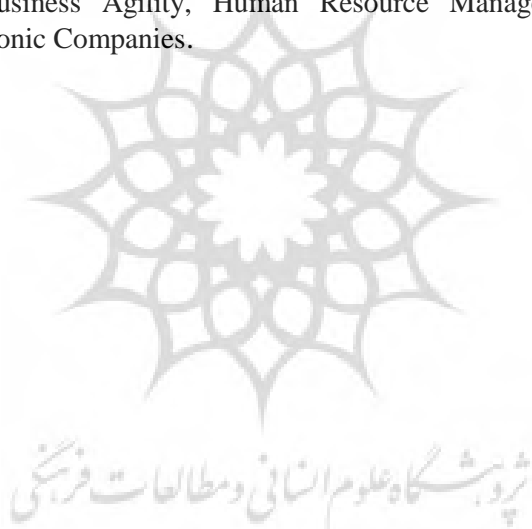 usiness Agility, Human Resource Manag
onic Companies.
پژوهشگاه علوم انسانی و مطالعات فرهنگی